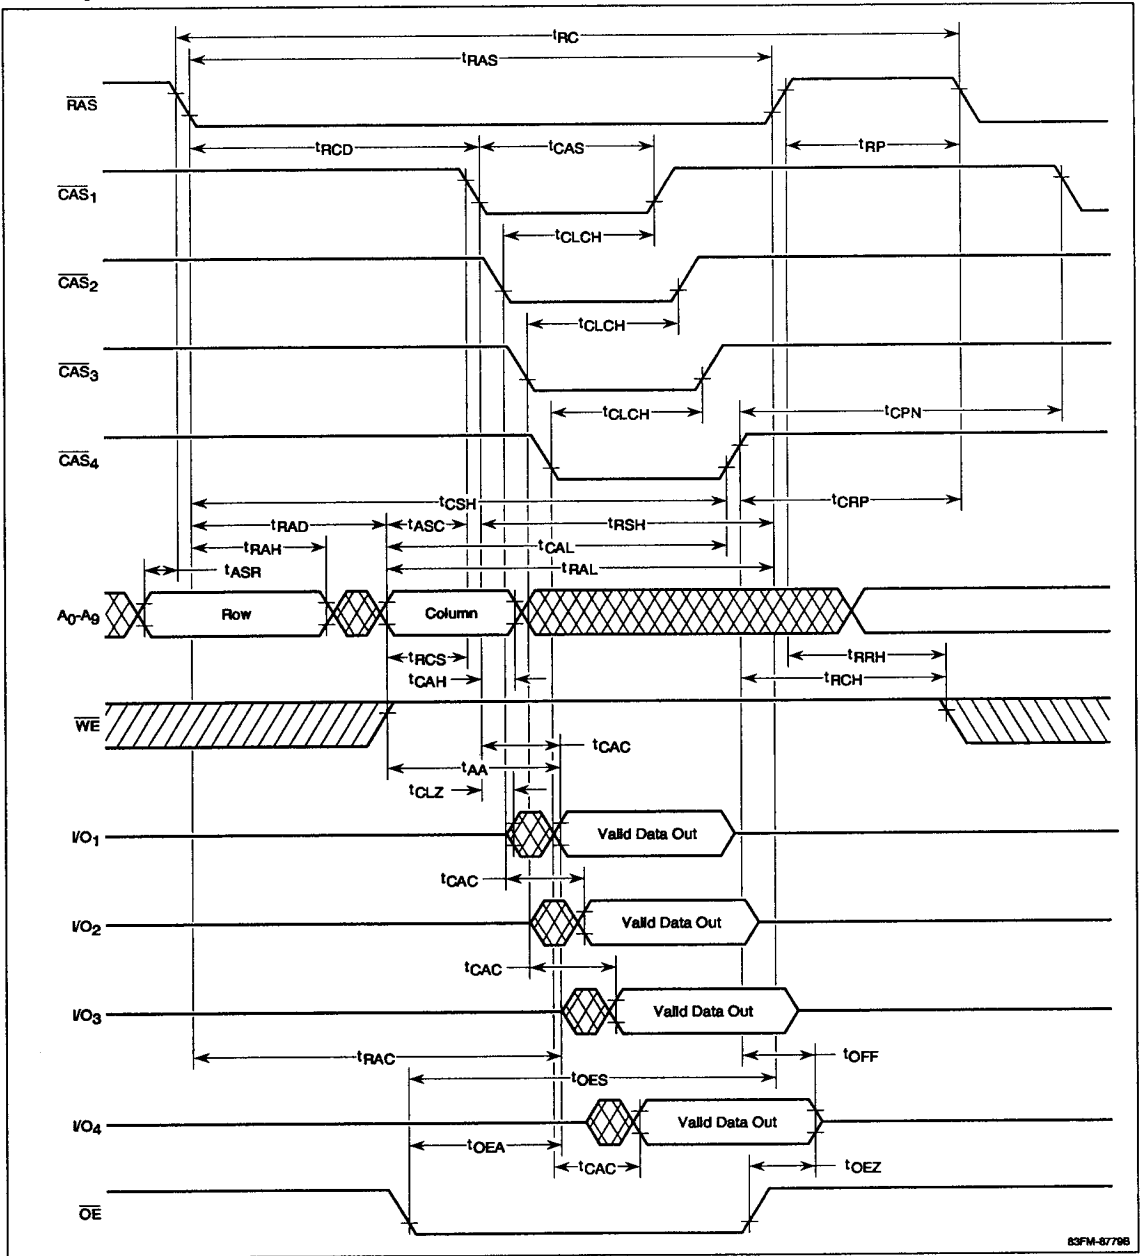 tRC
tRAS
RAS
tRCD
tCAS
tRP
CAS1
tCLCH
CAS2
tCLCH
CAS3
tCLCH
tCPN
CAS4
tCSH
tCRP
tRAD
tASC
tRSH
tRAH
tCAL
tASR
tRAL
A0-A9
Row
Column
tRCS
tRRH
tCAH
tRCH
WE
tCAC
tAA
tCLZ
I/O1
Valid Data Out
tCAC
I/O2
Valid Data Out
tCAC
I/O3
Valid Data Out
tRAC
tOFF
tOES
I/O4
Valid Data Out
tOEA
tCAC
tOEZ
OE
83FM-8779B